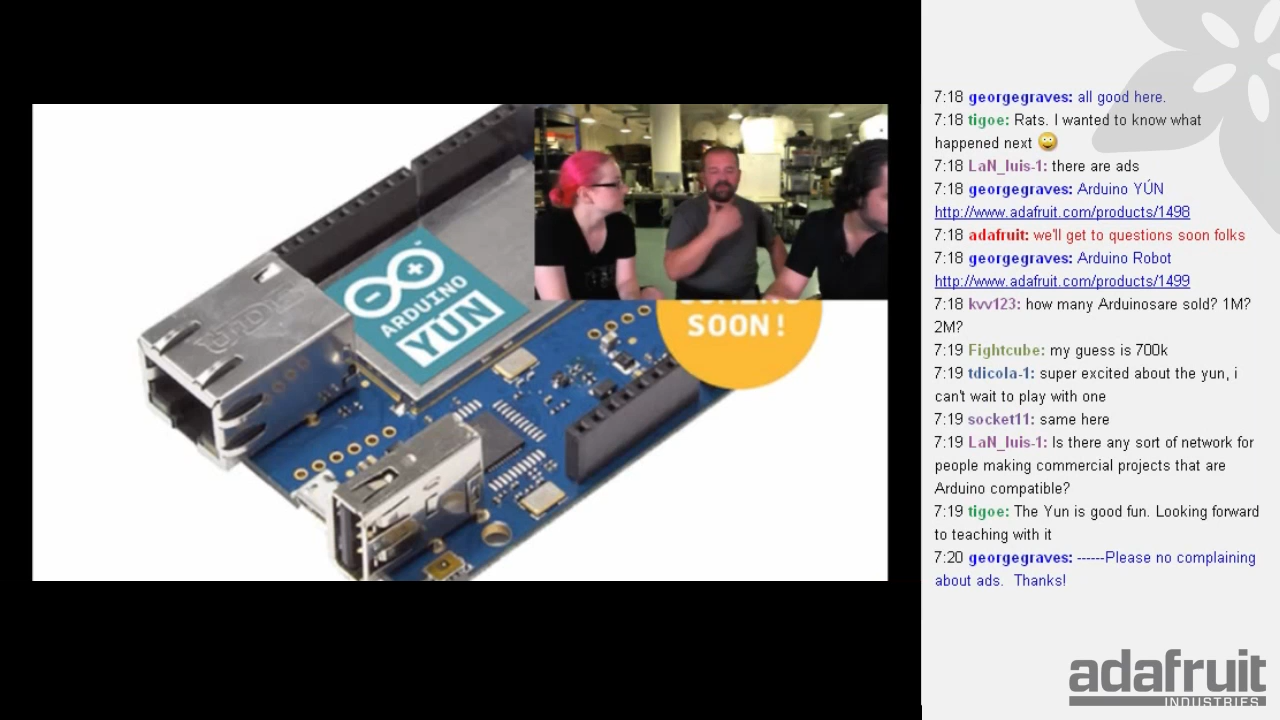 ARDUINO
YÚN
SOON!
7:18 georgegraves: all good here.
7:18 tigoe: Rats. I wanted to know what
happened next
7:18 LaN_luis-1: there are ads
7:18 georgegraves: Arduino YÚN
http://www.adafruit.com/products/1498
7:18 adafruit: we'll get to questions soon folks
7:18 georgegraves: Arduino Robot
http://www.adafruit.com/products/1499
7:18 kvv123: how many Arduinosare sold? 1M?
2M?
7:19 Fightcube: my guess is 700k
7:19 tdicola-1: super excited about the yun, i
can't wait to play with one
7:19 socket11: same here
7:19 LaN_luis-1: Is there any sort of network for
people making commercial projects that are
Arduino compatible?
7:19 tigoe: The Yun is good fun. Looking forward
to teaching with it
7:20 georgegraves: ------Please no complaining
about ads.  Thanks!
adafruit
INDUSTRIES